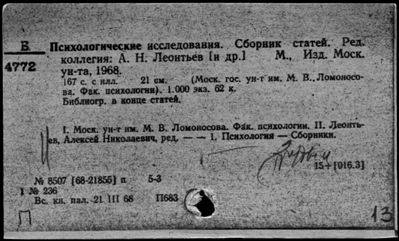 В
4772
Психологические исследования. Сборник статей. Ред.
коллегия: А. Н. Леонтьев [и др.] М., Изд. Моск.
ун-та, 1968.
167 с. с илл. 21 см. (Моск. гос. ун-т им. М. В. Ломоносо-
ва. Фак. психологии). 1.000 экз. 62 к.
Библиогр. в конце статей.
I. Моск. ун-т им. М. В. Ломоносова. Фак. психологии. II. Леонть-
ев, Алексей Николаевич, ред. — — 1. Психология — Сборники.
15+[016.3]
№ 8507 [68-21855] п 5-3
1 № 236
Вс. кн. пал. 21 III 68 П683
П
13